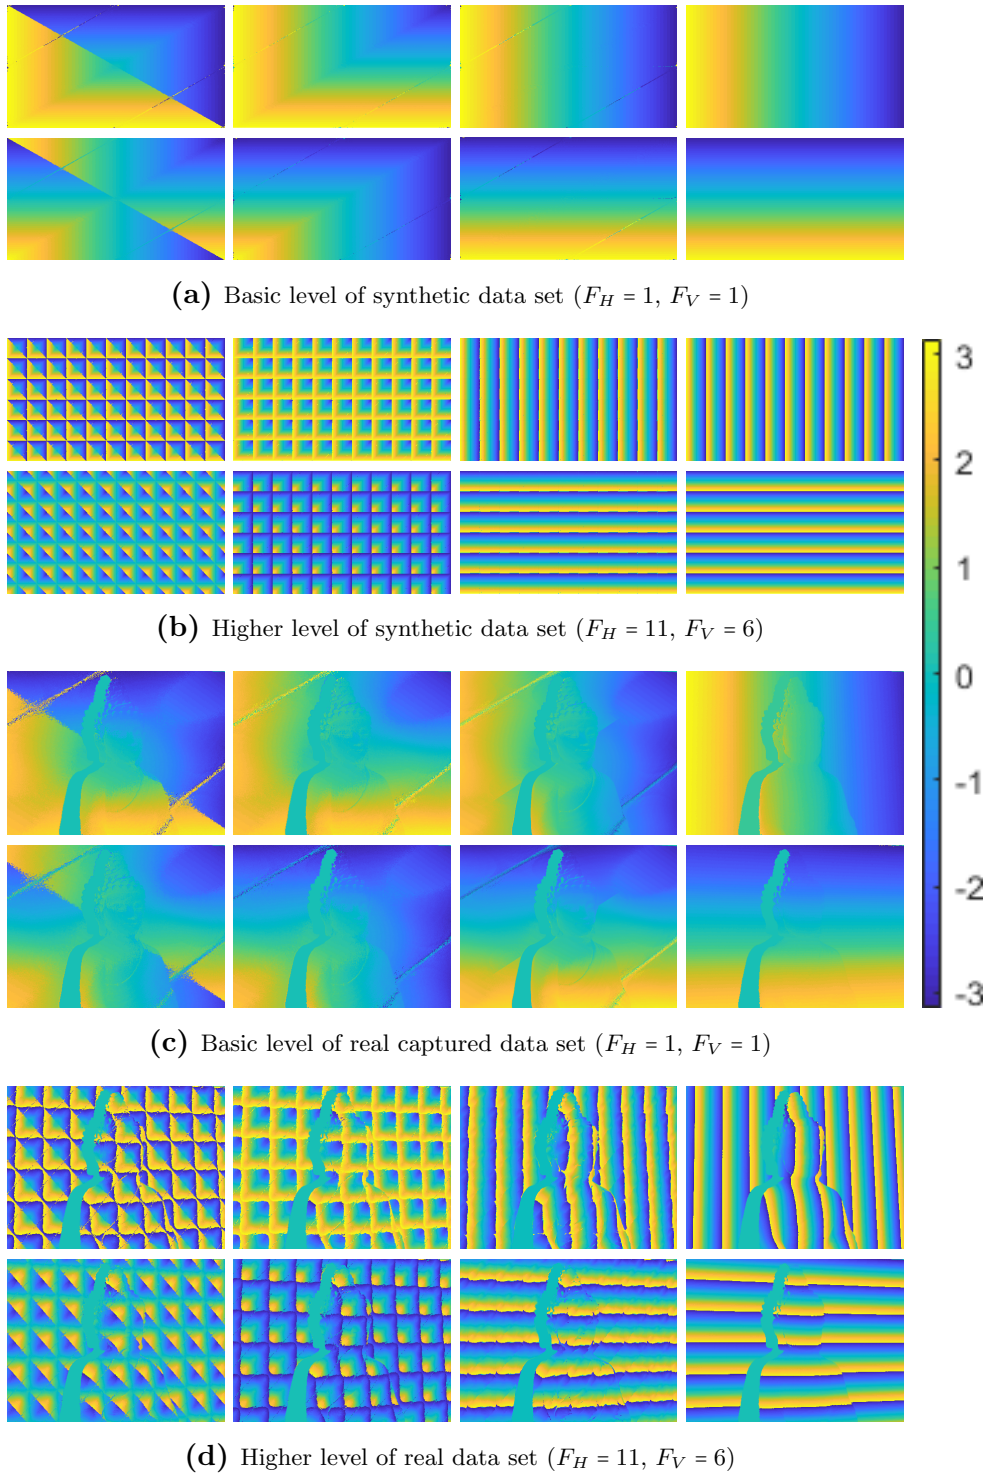 (a) Basic level of synthetic data set (F_H = 1, F_V = 1)
(b) Higher level of synthetic data set (F_H = 11, F_V = 6)
3
2
1
0
-1
-2
-3
(c) Basic level of real captured data set (F_H = 1, F_V = 1)
(d) Higher level of real data set (F_H = 11, F_V = 6)